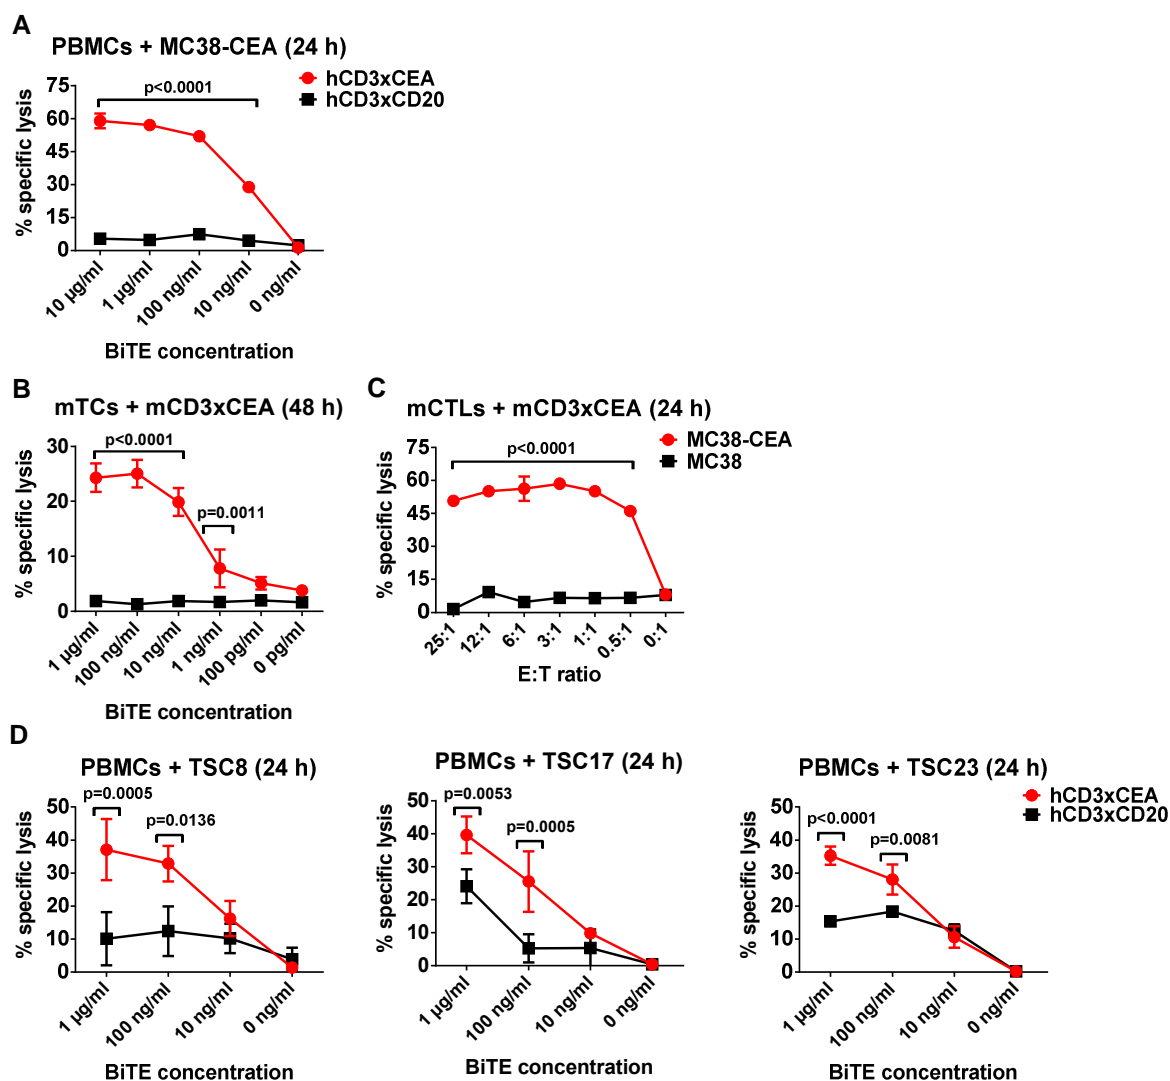 A
PBMCs + MC38-CEA (24 h)
hCD3xCEA
hCD3xCD20
p<0.0001
% specific lysis
75
60
45
30
15
0
10 µg/ml
1 µg/ml
100 ng/ml
10 ng/ml
0 ng/ml
BiTE concentration
B
mTCs + mCD3xCEA (48 h)
p<0.0001
p=0.0011
% specific lysis
30
20
10
0
1 µg/ml
100 ng/ml
10 ng/ml
1 ng/ml
100 pg/ml
0 pg/ml
BiTE concentration
C
mCTLs + mCD3xCEA (24 h)
MC38-CEA
MC38
p<0.0001
% specific lysis
75
60
45
30
15
0
25:1
12:1
6:1
3:1
1:1
0.5:1
0:1
E:T ratio
D
PBMCs + TSC8 (24 h)
p=0.0005
p=0.0136
% specific lysis
50
40
30
20
10
0
1 µg/ml
100 ng/ml
10 ng/ml
0 ng/ml
BiTE concentration
PBMCs + TSC17 (24 h)
p=0.0053
p=0.0005
% specific lysis
50
40
30
20
10
0
1 µg/ml
100 ng/ml
10 ng/ml
0 ng/ml
BiTE concentration
PBMCs + TSC23 (24 h)
hCD3xCEA
hCD3xCD20
p<0.0001
p=0.0081
% specific lysis
50
40
30
20
10
0
1 µg/ml
100 ng/ml
10 ng/ml
0 ng/ml
BiTE concentration